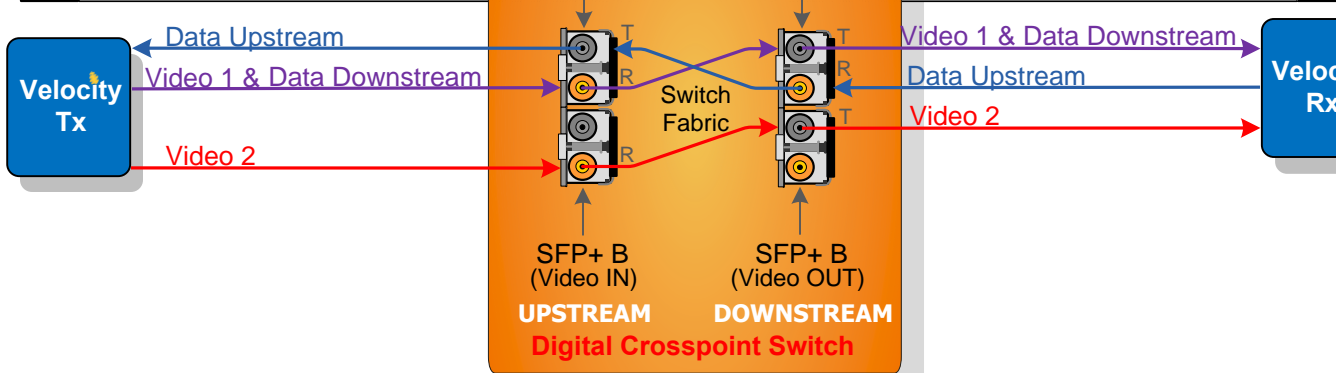 Data Upstream
T
T
Video 1 & Data Downstream
Velocity
Tx
Video 1 & Data Downstream
R
Switch
Fabric
R
Data Upstream
Rx
T
Video 2
Video 2
R
SFP+ B
(Video IN)
SFP+ B
(Video OUT)
UPSTREAM
DOWNSTREAM
Digital Crosspoint Switch